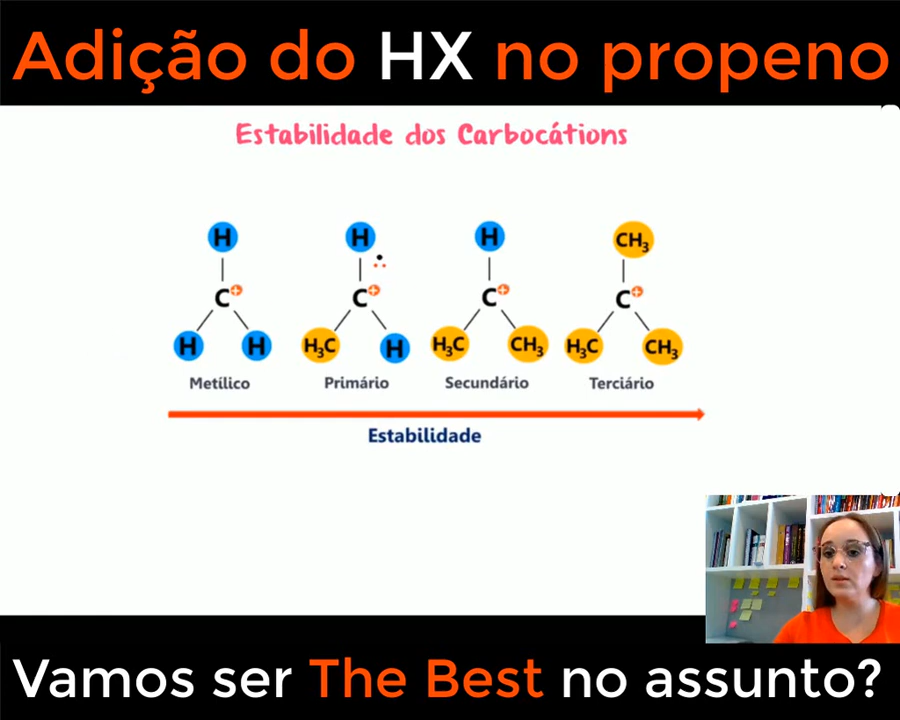 Adição do HX no propeno
Estabilidade dos Carbocátions
H H H CH₃
C⁺ C⁺ C⁺ C⁺
H H H₃C H H₃C CH₃ H₃C CH₃
Metílico Primário Secundário Terciário
Estabilidade
Vamos ser The Best no assunto?